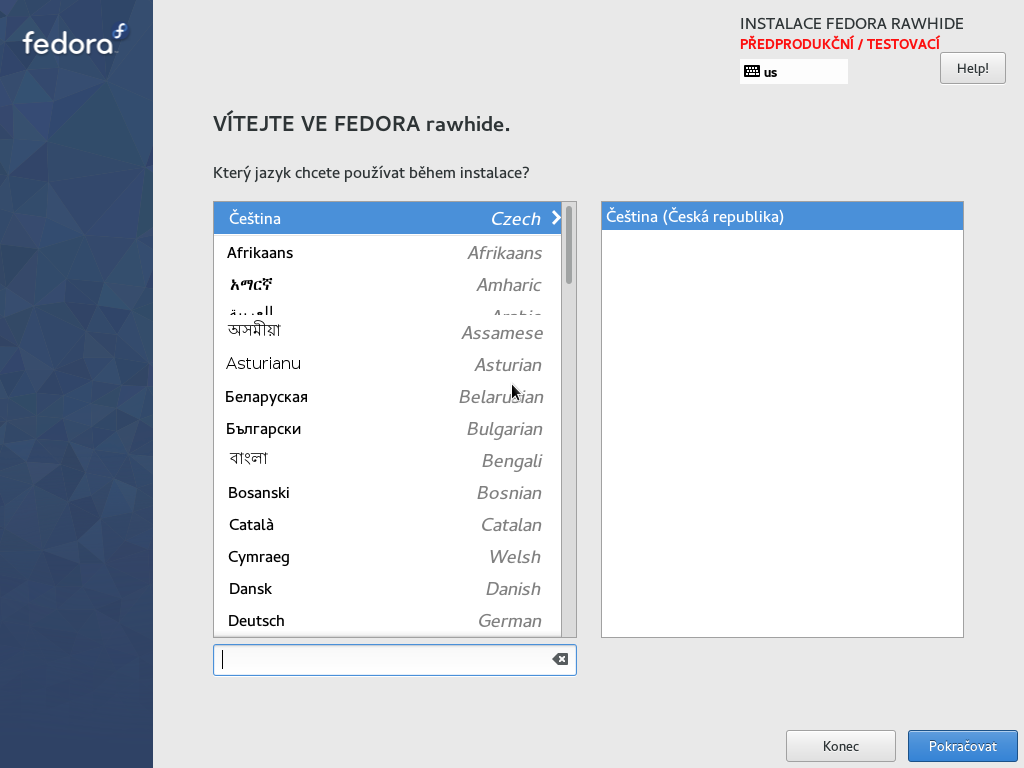 fedora
INSTALACE FEDORA RAWHIDE
PŘEDPRODUKČNÍ / TESTOVACÍ
us
Help!
VÍTEJTE VE FEDORA rawhide.
Který jazyk chcete používat během instalace?
Čeština Czech
Čeština (Česká republika)
Afrikaans Afrikaans
አማርኛ Amharic
العربية Arabic
অসমীয়া Assamese
Asturianu Asturian
Беларуская Belarusian
Български Bulgarian
বাংলা Bengali
Bosanski Bosnian
Català Catalan
Cymraeg Welsh
Dansk Danish
Deutsch German
Konec
Pokračovat